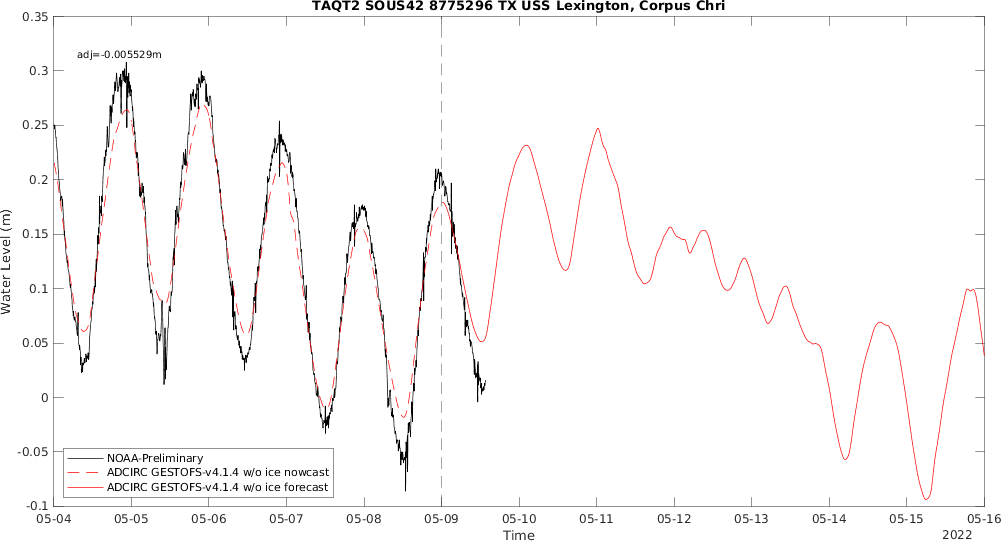 TAQT2 SOUS42 8775296 TX USS Lexington, Corpus Chri
0.35
adj=-0.005529m
0.3
0.25
0.2
0.15
0.1
0.05
0
-0.05
-0.1
Water Level (m)
NOAA-Preliminary
ADCIRC GESTOFS-v4.1.4 w/o ice nowcast
ADCIRC GESTOFS-v4.1.4 w/o ice forecast
05-04 05-05 05-06 05-07 05-08 05-09 05-10 05-11 05-12 05-13 05-14 05-15 05-16
Time
2022